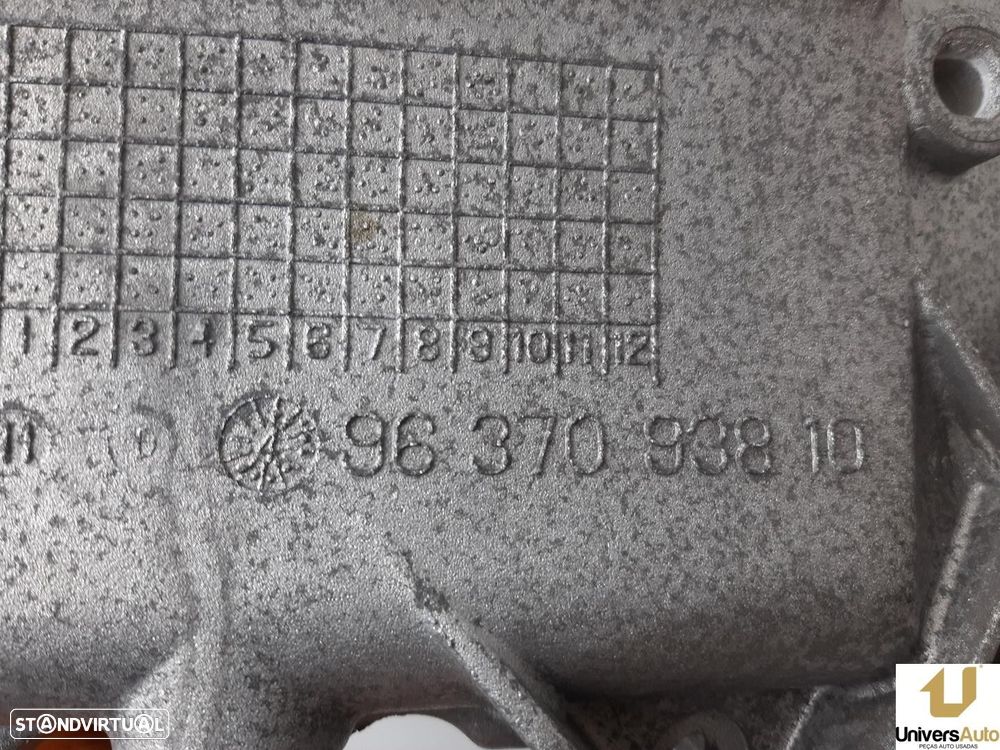 1 2 3 4 5 6 7 8 9 10 11 12
96 370 938 10
STANDVIRTUAL
UniversAuto
PEÇAS AUTO USADAS